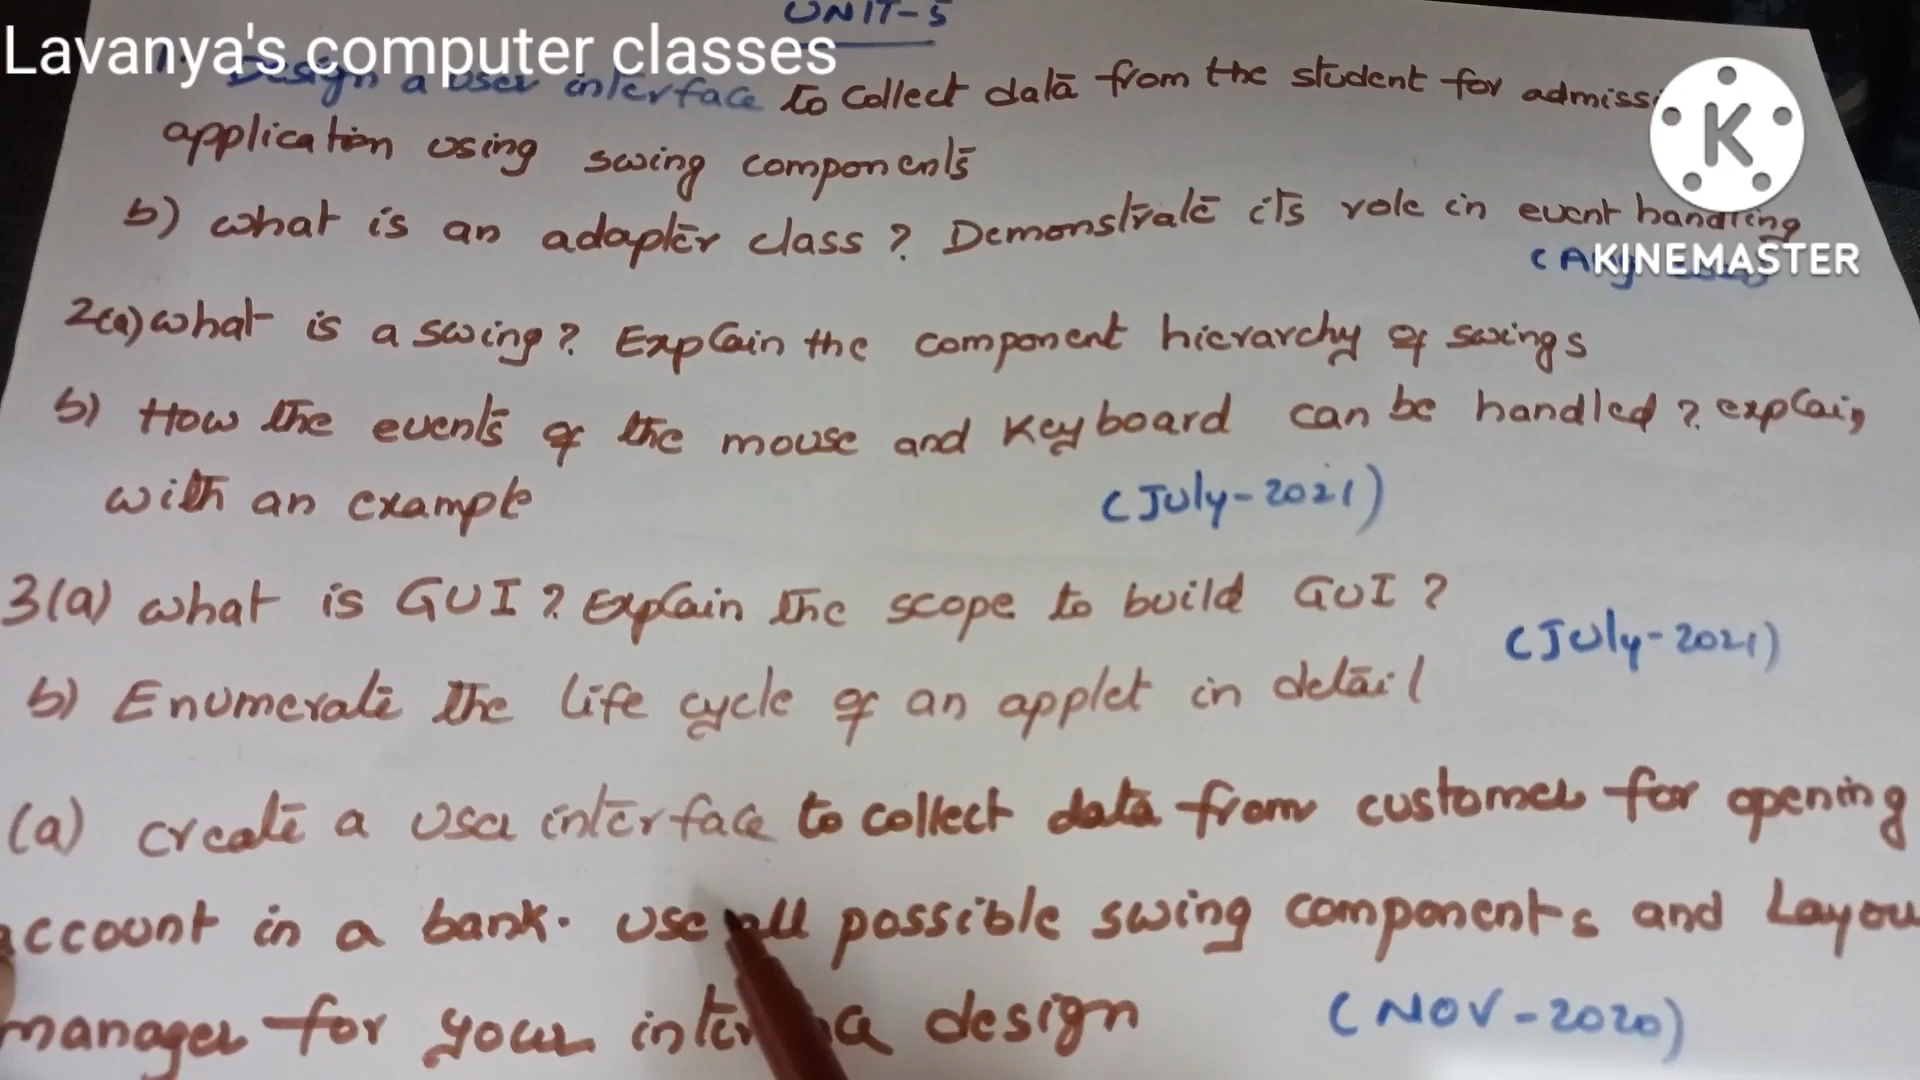 UNIT-5
Lavanya's computer classes
1. Design a user interface to collect data from the student for admiss
application using swing components
b) what is an adapter class? Demonstrate its role in event handling
KINEMASTER
2(a) what is a swing? Explain the component hierarchy of swings
b) How the events of the mouse and keyboard can be handled? explain
with an example
(July-2021)
3(a) what is GUI? Explain the scope to build GUI?
(July-2021)
b) Enumerate the life cycle of an applet in detail
(a) create a user interface to collect data from customer for opening
account in a bank. Use all possible swing components and Layou
manager for your design
(NOV-2020)